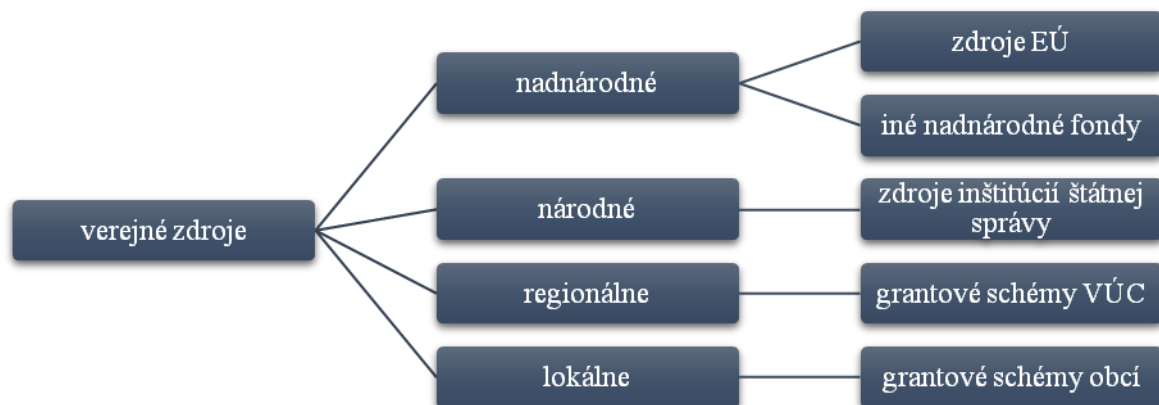 verejné zdroje
nadnárodné
zdroje EÚ
iné nadnárodné fondy
národné
zdroje inštitúcií štátnej
správy
regionálne
grantové schémy VÚC
lokálne
grantové schémy obcí